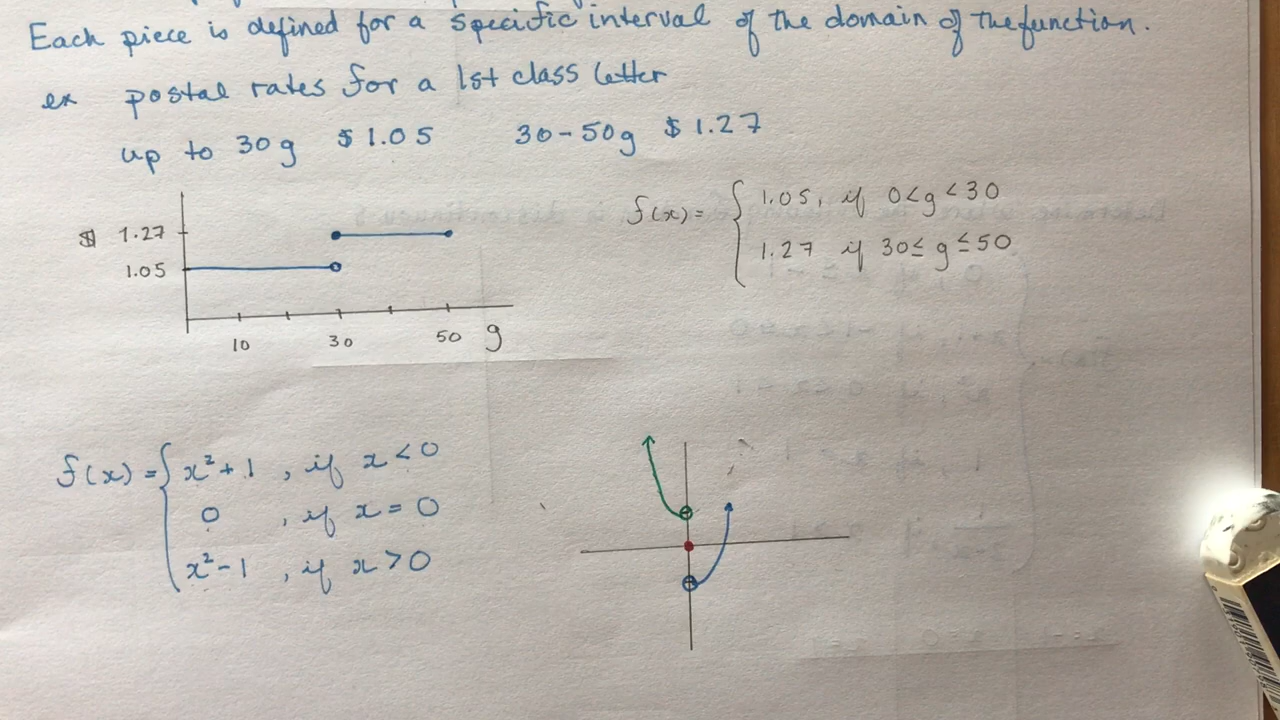 Each piece is defined for a specific interval of the domain of the function.
ex postal rates for a 1st class letter
up to 30g $1.05 30-50g $1.27
f(x)= { 1.05, if 0<g<30
1.27 if 30≤g≤50
$ 1.27
1.05
10 30 50 g
f(x)= { x²+1, if x<0
0, if x=0
x²-1, if x>0